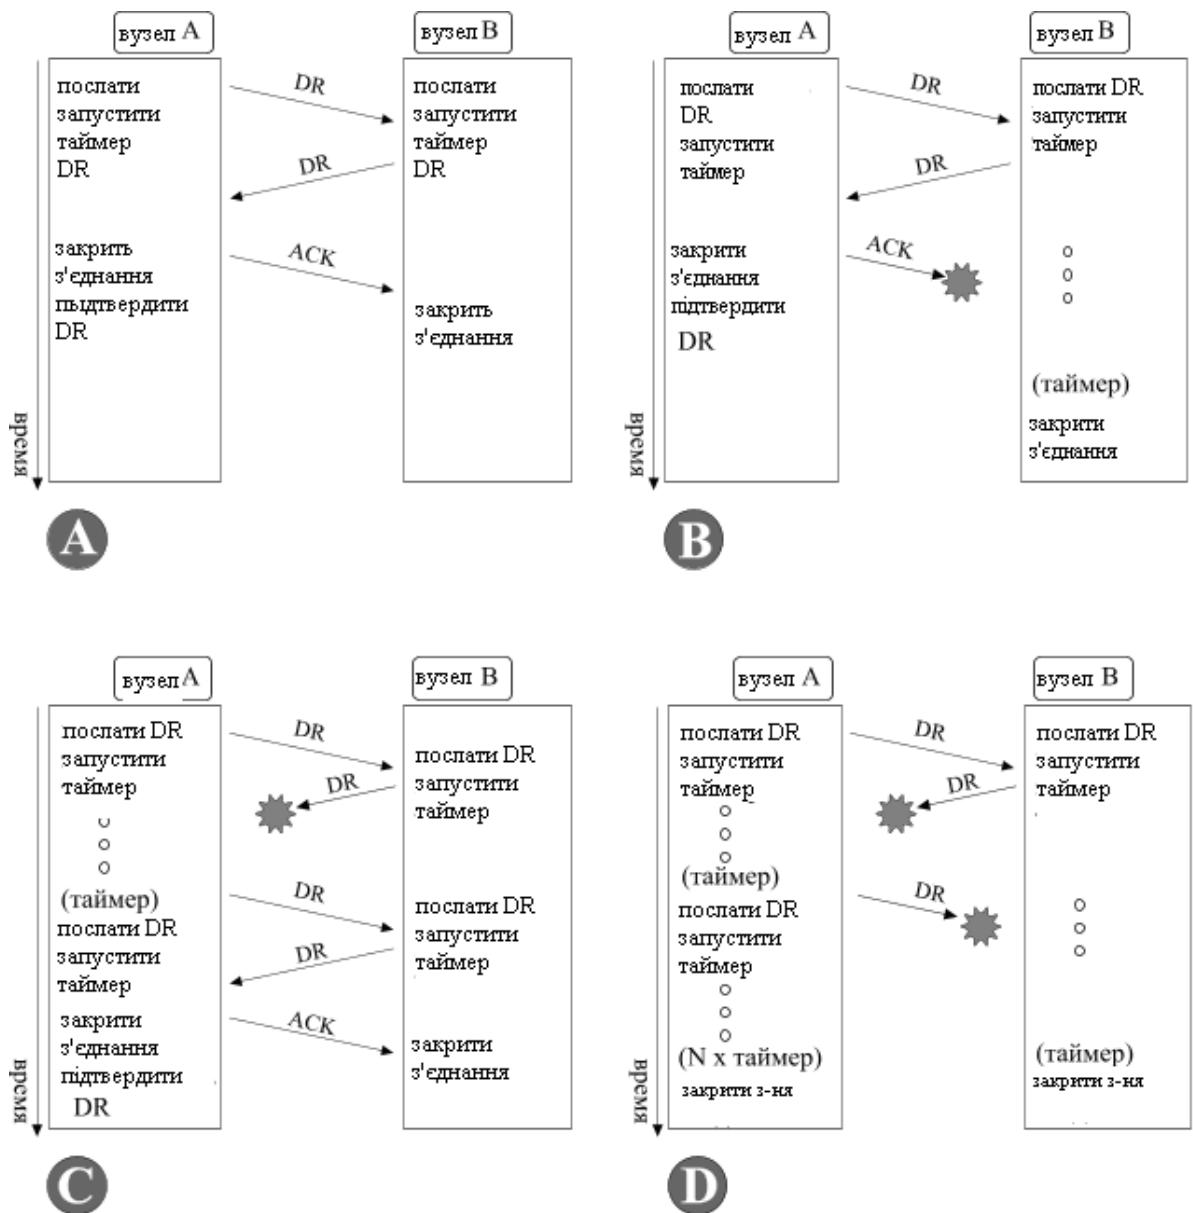 вузел A
вузел B
DR
DR
ACK
послати
запустити
таймер
DR
закрить
з'єднання
пыдтвердити
DR
послати
запустити
таймер
DR
закрить
з'єднання
время
A
вузел A
вузел B
DR
DR
ACK
послати
DR
запустити
таймер
закрити
з'єднання
підтвердити
DR
послати DR
запустити
таймер
(таймер)
закрити
з'єднання
время
B
вузел A
вузел B
DR
DR
DR
DR
ACK
послати DR
запустити
таймер
(таймер)
послати DR
запустити
таймер
закрити
з'єднання
підтвердити
DR
послати DR
запустити
таймер
послати DR
запустити
таймер
закрити
з'єднання
время
C
вузел A
вузел B
DR
DR
DR
послати DR
запустити
таймер
(таймер)
послати DR
запустити
таймер
(N x таймер)
закрити з-ня
послати DR
запустити
таймер
(таймер)
закрити з-ня
время
D